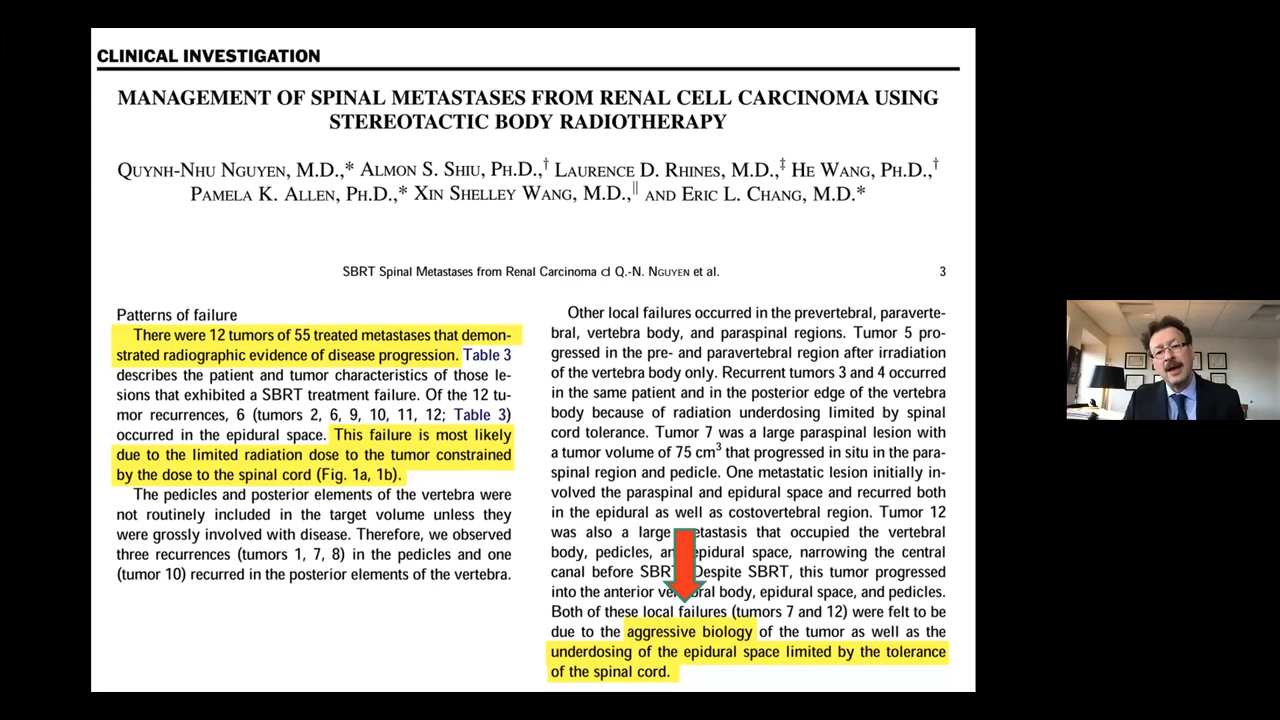 CLINICAL INVESTIGATION
MANAGEMENT OF SPINAL METASTASES FROM RENAL CELL CARCINOMA USING
STEREOTACTIC BODY RADIOTHERAPY
QUYNH-NHU NGUYEN, M.D.,* ALMON S. SHIU, PH.D.,† LAURENCE D. RHINES, M.D.,‡ HE WANG, PH.D.,†
PAMELA K. ALLEN, PH.D.,* XIN SHELLEY WANG, M.D.,|| AND ERIC L. CHANG, M.D.*
SBRT Spinal Metastases from Renal Carcinoma d Q.-N. NGUYEN et al. 3
Patterns of failure
There were 12 tumors of 55 treated metastases that demon-
strated radiographic evidence of disease progression. Table 3
describes the patient and tumor characteristics of those le-
sions that exhibited a SBRT treatment failure. Of the 12 tu-
mor recurrences, 6 (tumors 2, 6, 9, 10, 11, 12; Table 3)
occurred in the epidural space. This failure is most likely
due to the limited radiation dose to the tumor constrained
by the dose to the spinal cord (Fig. 1a, 1b).
The pedicles and posterior elements of the vertebra were
not routinely included in the target volume unless they
were grossly involved with disease. Therefore, we observed
three recurrences (tumors 1, 7, 8) in the pedicles and one
(tumor 10) recurred in the posterior elements of the vertebra.
Other local failures occurred in the prevertebral, paraverte-
bral, vertebra body, and paraspinal regions. Tumor 5 pro-
gressed in the pre- and paravertebral region after irradiation
of the vertebra body only. Recurrent tumors 3 and 4 occurred
in the same patient and in the posterior edge of the vertebra
body because of radiation underdosing limited by spinal
cord tolerance. Tumor 7 was a large paraspinal lesion with
a tumor volume of 75 cm³ that progressed in situ in the para-
spinal region and pedicle. One metastatic lesion initially in-
volved the paraspinal and epidural space and recurred both
in the epidural as well as costovertebral region. Tumor 12
was also a large metastasis that occupied the vertebral
body, pedicles, and epidural space, narrowing the central
canal before SBRT. Despite SBRT, this tumor progressed
into the anterior vertebral body, epidural space, and pedicles.
Both of these local failures (tumors 7 and 12) were felt to be
due to the aggressive biology of the tumor as well as the
underdosing of the epidural space limited by the tolerance
of the spinal cord.